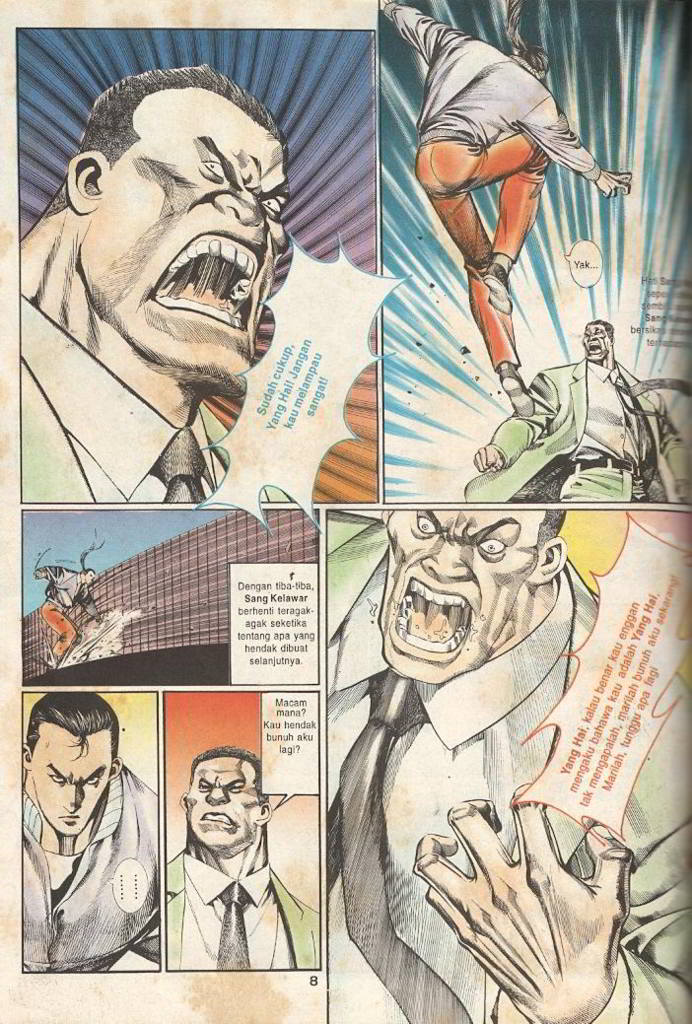 Sudah cukup,
Yang Hai! Jangan
kau melampau
sangat!
Yak...
Dengan tiba-tiba,
Sang Kelawar
berhenti teragak-
agak seketika
tentang apa yang
hendak dibuat
selanjutnya.
Macam
mana?
Kau hendak
bunuh aku
lagi?
Yang Hai, kalau benar kau enggan
mengaku bahawa kau adalah Yang Hai,
tak mengapalah, marilah bunuh aku sekarang!
Marilah, tunggu apa lagi!
8